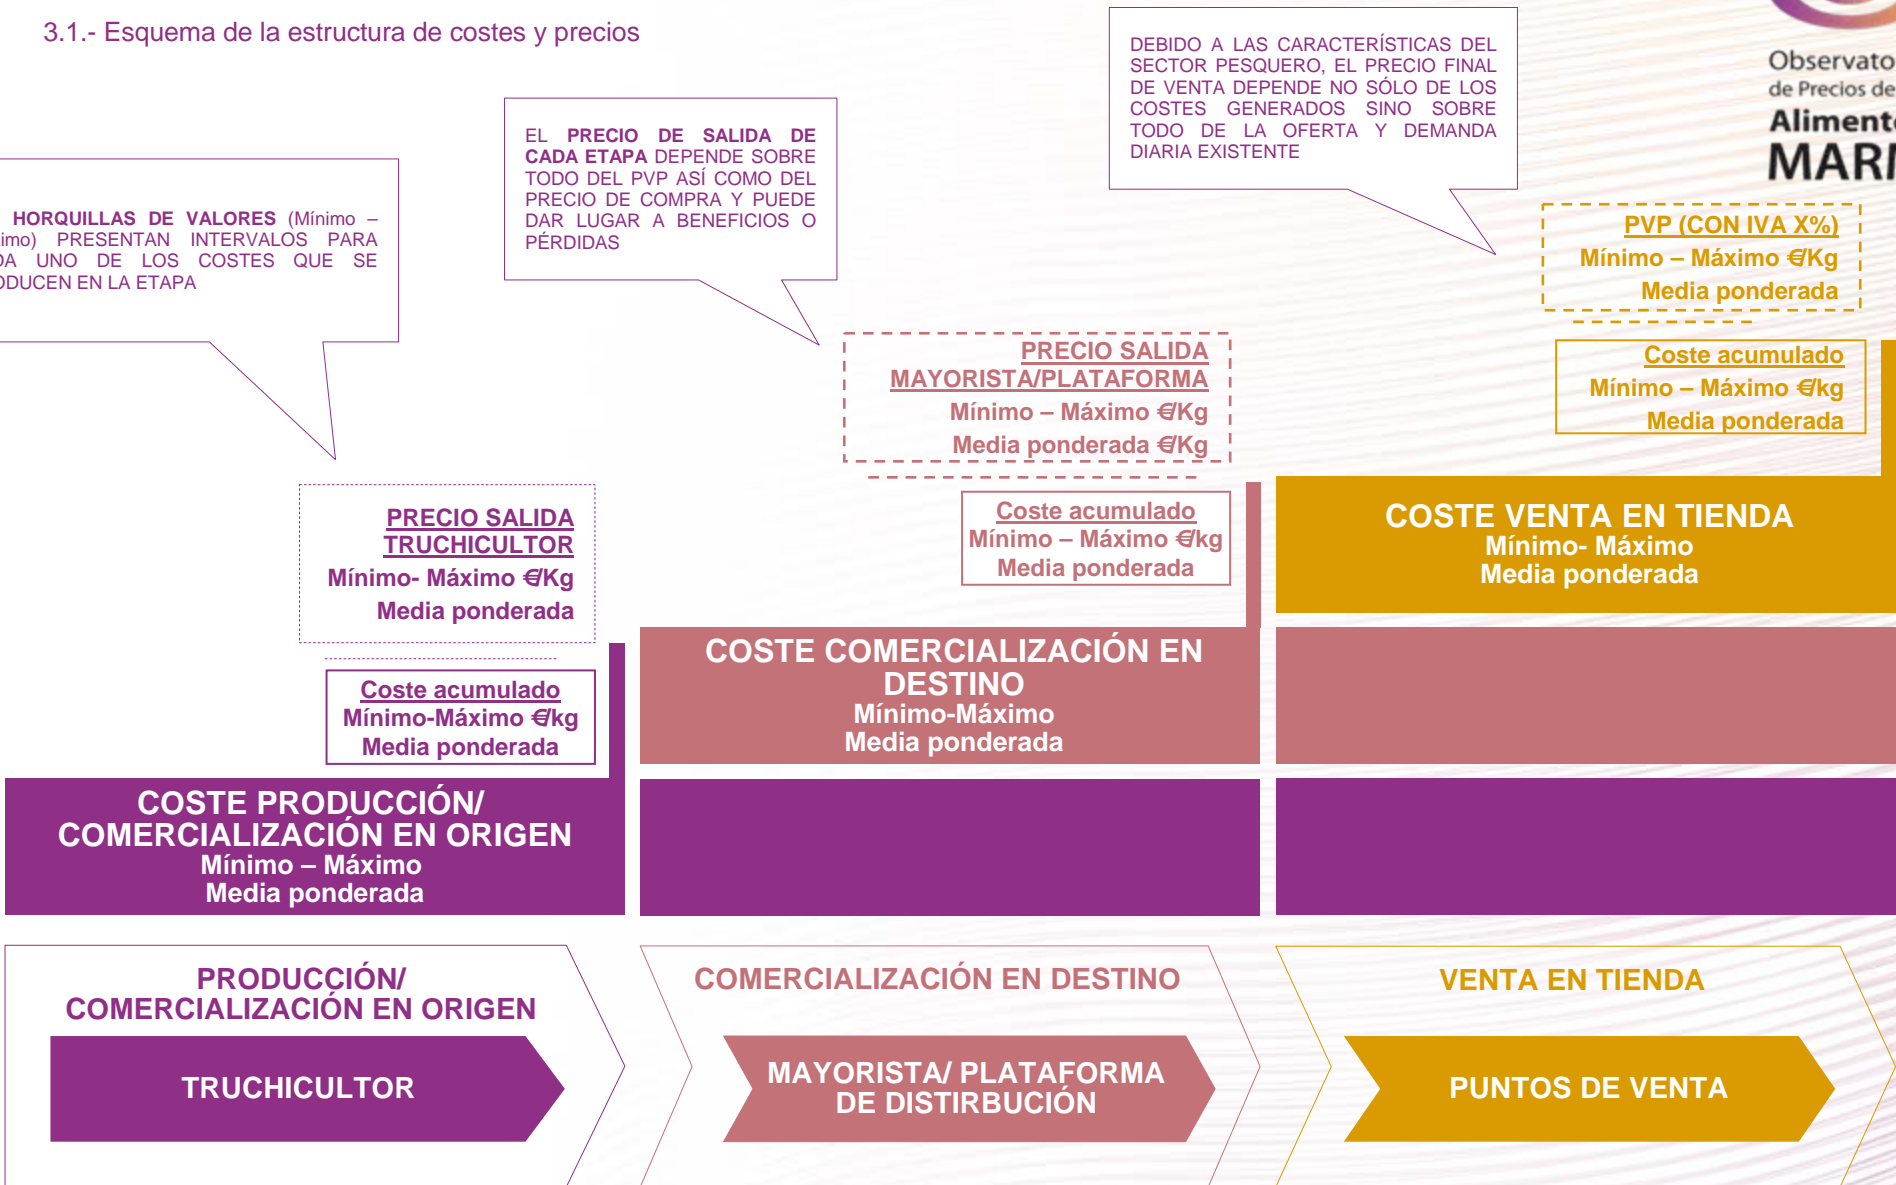 3.1.- Esquema de la estructura de costes y precios
DEBIDO A LAS CARACTERÍSTICAS DEL
SECTOR PESQUERO, EL PRECIO FINAL
DE VENTA DEPENDE NO SÓLO DE LOS
COSTES GENERADOS SINO SOBRE
TODO DE LA OFERTA Y DEMANDA
DIARIA EXISTENTE
Observato
de Precios de
Alimento
MARM
EL PRECIO DE SALIDA DE
CADA ETAPA DEPENDE SOBRE
TODO DEL PVP ASÍ COMO DEL
PRECIO DE COMPRA Y PUEDE
DAR LUGAR A BENEFICIOS O
PÉRDIDAS
HORQUILLAS DE VALORES (Mínimo –
imo) PRESENTAN INTERVALOS PARA
DA UNO DE LOS COSTES QUE SE
ODUCEN EN LA ETAPA
PVP (CON IVA X%)
Mínimo – Máximo €/Kg
Media ponderada
Coste acumulado
Mínimo – Máximo €/kg
Media ponderada
PRECIO SALIDA
MAYORISTA/PLATAFORMA
Mínimo – Máximo €/Kg
Media ponderada €/Kg
Coste acumulado
Mínimo – Máximo €/kg
Media ponderada
PRECIO SALIDA
TRUCHICULTOR
Mínimo- Máximo €/Kg
Media ponderada
Coste acumulado
Mínimo-Máximo €/kg
Media ponderada
COSTE VENTA EN TIENDA
Mínimo- Máximo
Media ponderada
COSTE COMERCIALIZACIÓN EN
DESTINO
Mínimo-Máximo
Media ponderada
COSTE PRODUCCIÓN/
COMERCIALIZACIÓN EN ORIGEN
Mínimo – Máximo
Media ponderada
PRODUCCIÓN/
COMERCIALIZACIÓN EN ORIGEN
TRUCHICULTOR
COMERCIALIZACIÓN EN DESTINO
MAYORISTA/ PLATAFORMA
DE DISTIRBUCIÓN
VENTA EN TIENDA
PUNTOS DE VENTA